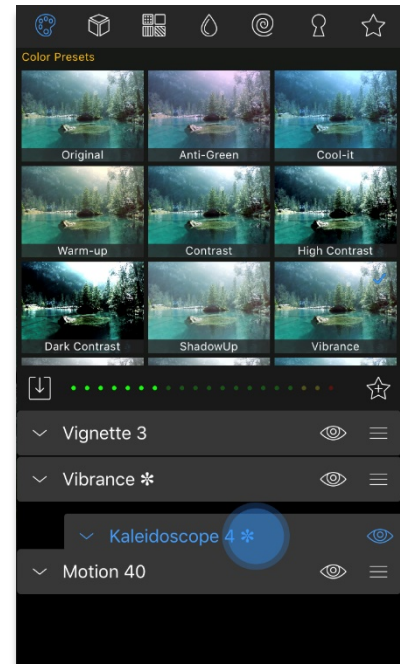 Color Presets
Original Anti-Green Cool-it
Warm-up Contrast High Contrast
Dark Contrast ShadowUp Vibrance
Vignette 3
Vibrance ✻
Kaleidoscope 4 ✻
Motion 40